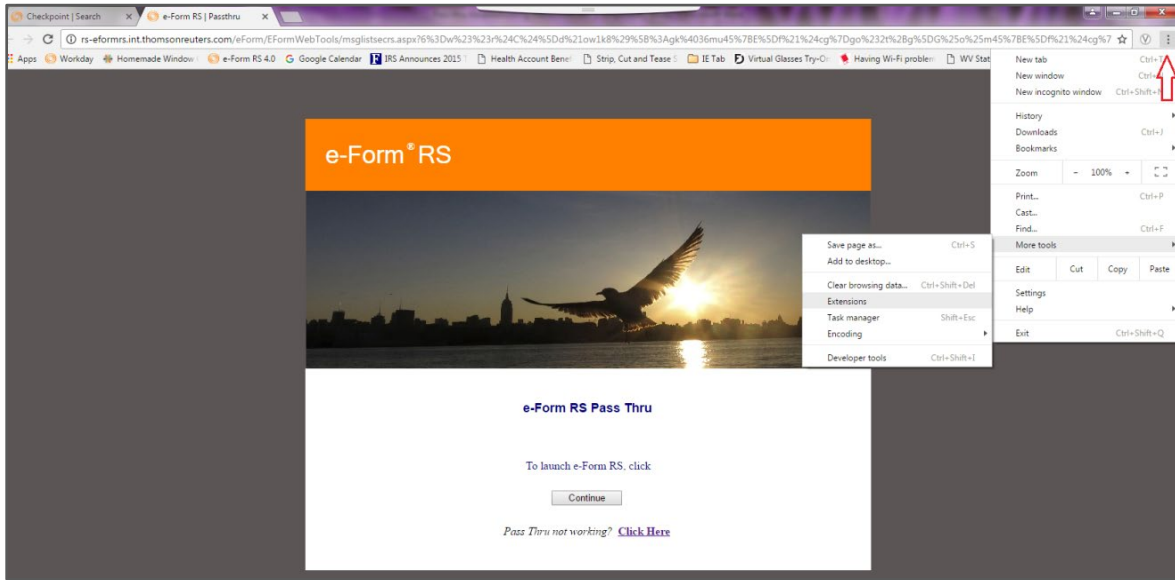 Checkpoint | Search
e-Form RS | Passthru
rs-eformrs.int.thomsonreuters.com/eForm/EFormWebTools/msglistsecrs.aspx?6%3Dw%23%23r%24C%24%5Dd%21ow1k8%29%5B%3Agk%4036mu45%7BE%5Df%21%24cg%7Dgo%232t%2Bg%5DG%25o%25m45%7BE%5Df%21%24cg%7
Apps
Workday
Homemade Window
e-Form RS 4.0
Google Calendar
IRS Announces 2015
Health Account Benef
Strip, Cut and Tease S
IE Tab
Virtual Glasses Try-On
Having Wi-Fi problem
WV Stat
New tab Ctrl+T
New window
New incognito window Ctrl+Shift+N
History
Downloads Ctrl+J
Bookmarks
Zoom - 100% +
Print... Ctrl+P
Cast...
Find... Ctrl+F
More tools
Edit Cut Copy Paste
Settings
Help
Exit Ctrl+Shift+Q
Save page as... Ctrl+S
Add to desktop...
Clear browsing data... Ctrl+Shift+Del
Extensions
Task manager Shift+Esc
Encoding
Developer tools Ctrl+Shift+I
e-Form® RS
e-Form RS Pass Thru
To launch e-Form RS, click
Continue
Pass Thru not working? Click Here